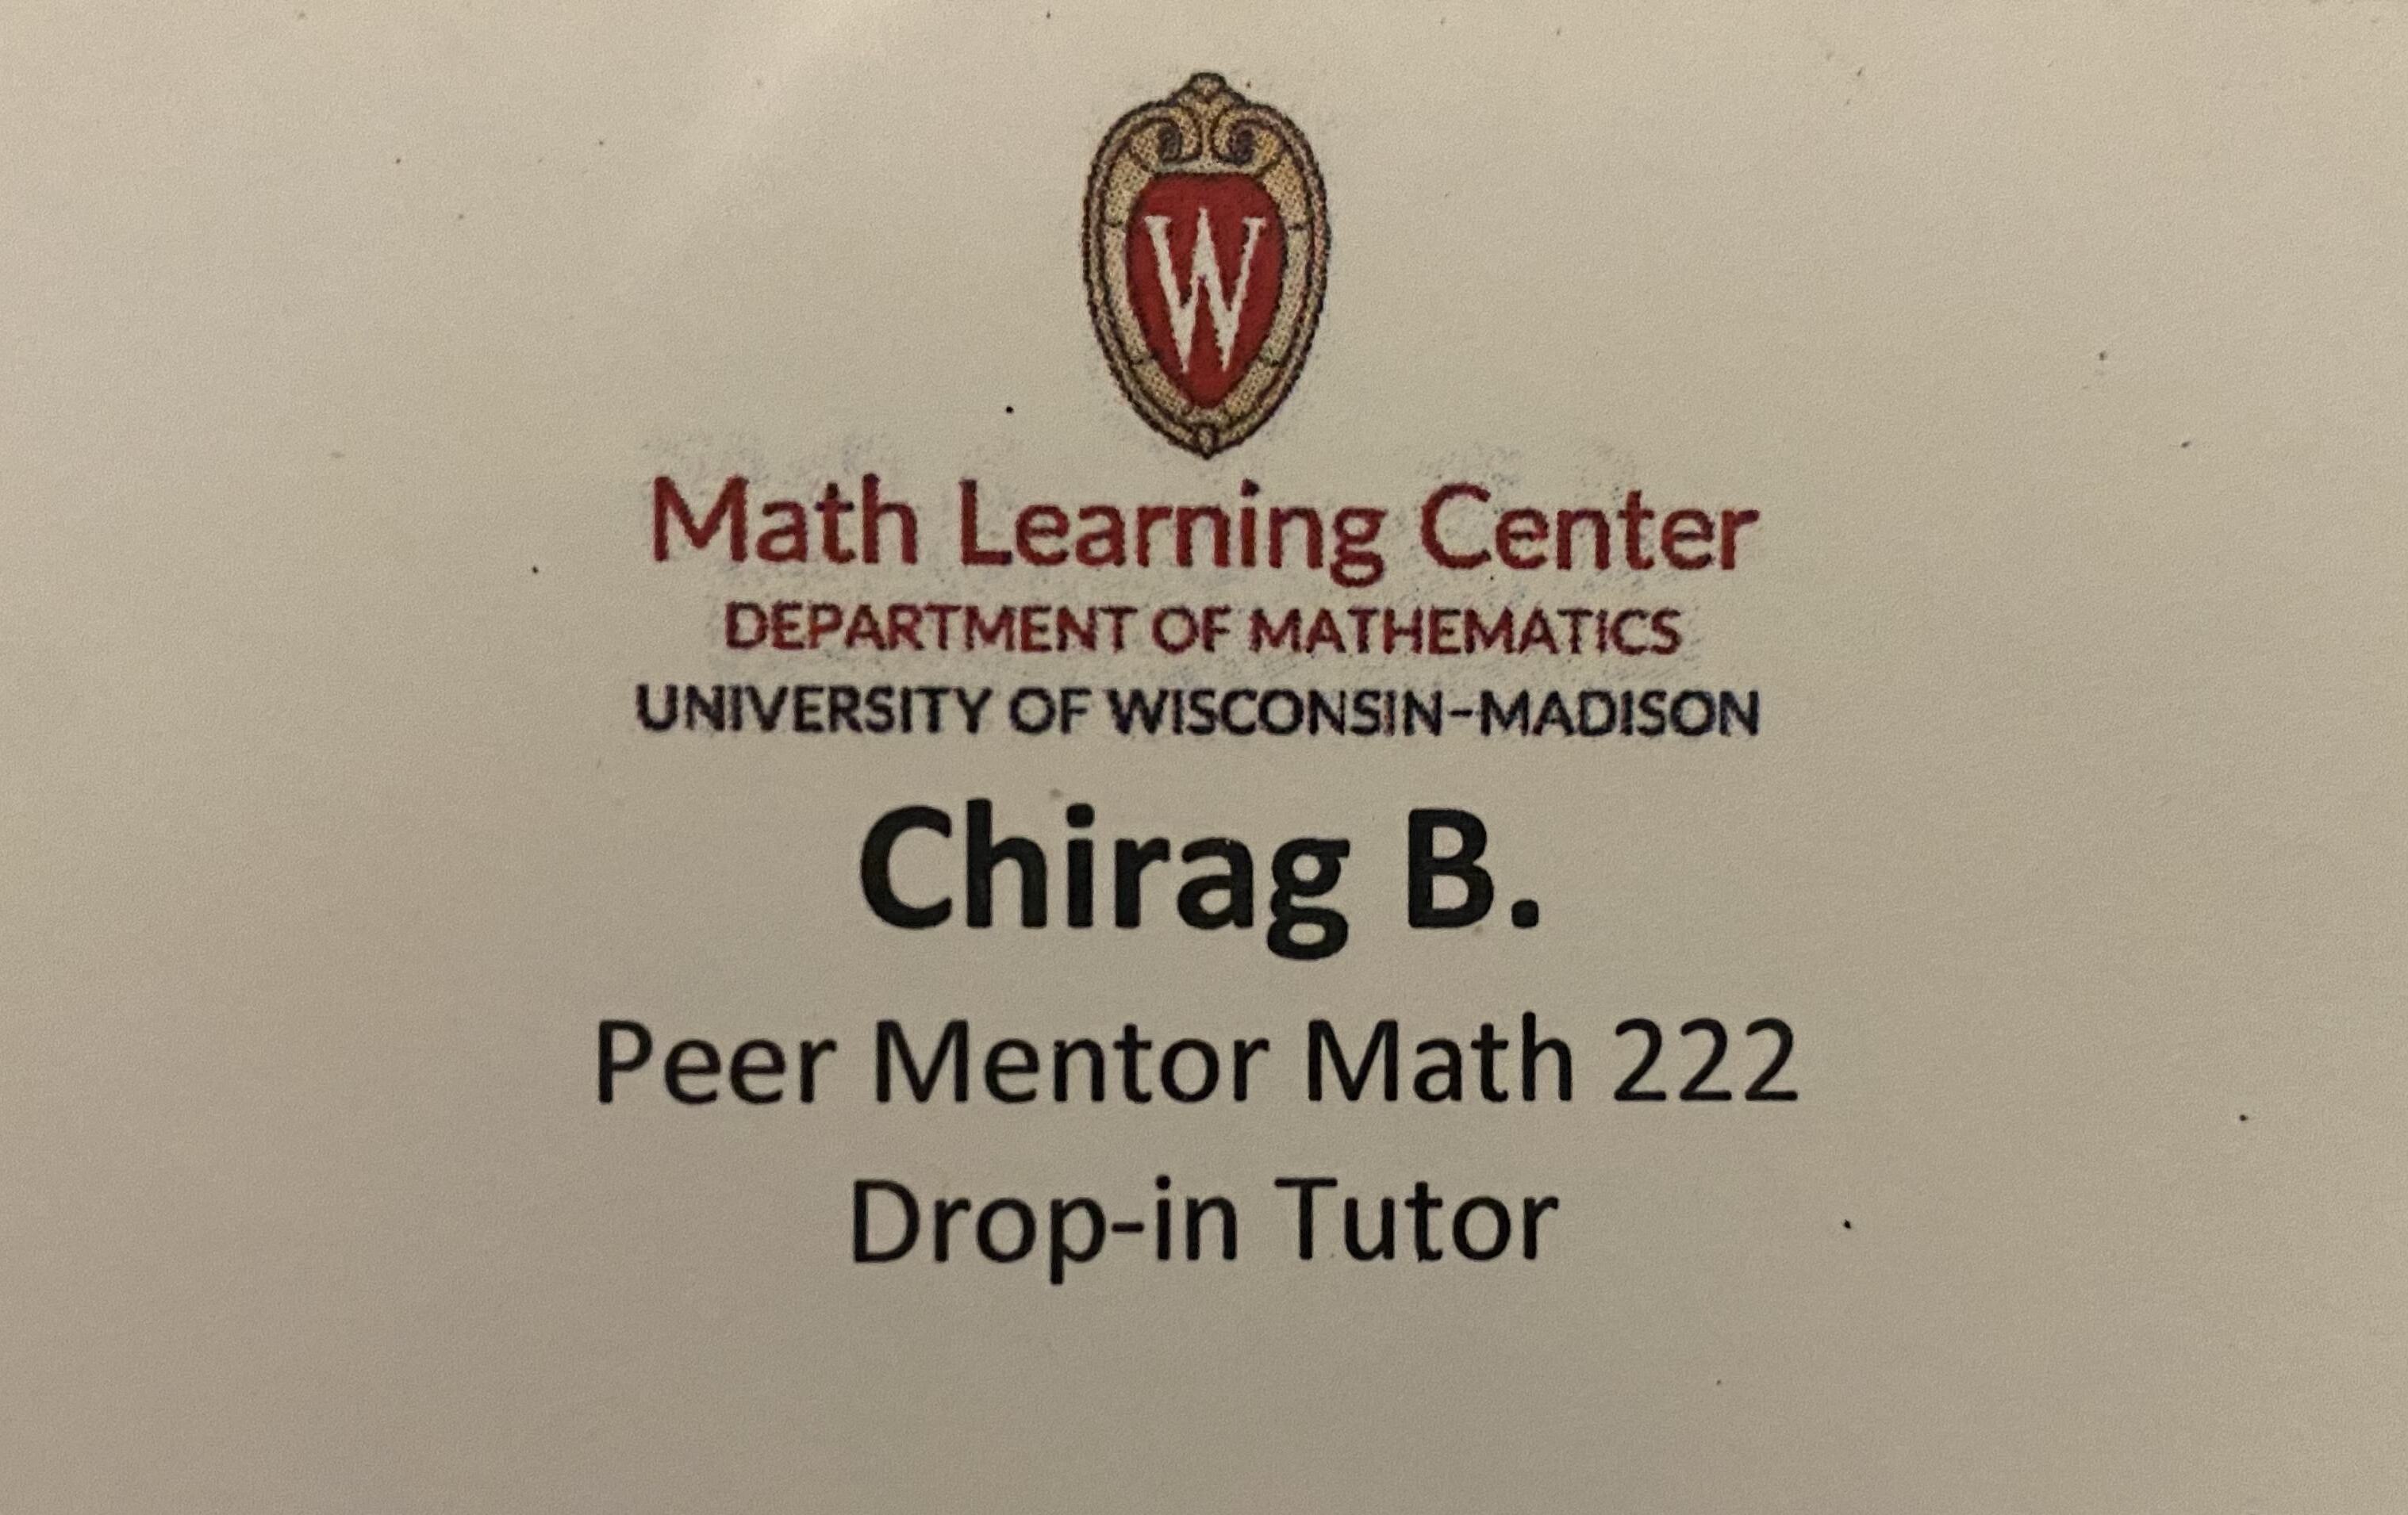 W
Math Learning Center
DEPARTMENT OF MATHEMATICS
UNIVERSITY OF WISCONSIN-MADISON
Chirag B.
Peer Mentor Math 222
Drop-in Tutor